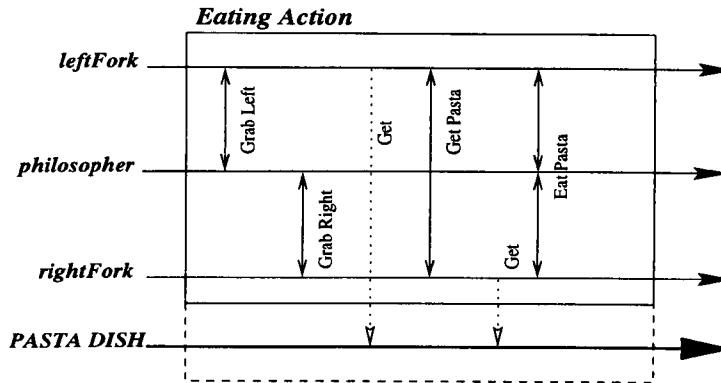 Eating Action
leftFork
Grab Left
Get
Get Pasta
philosopher
Eat Pasta
Grab Right
Get
rightFork
PASTA DISH